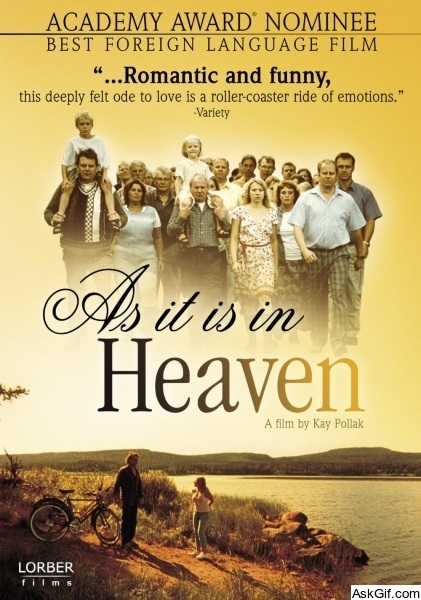 ACADEMY AWARD® NOMINEE
BEST FOREIGN LANGUAGE FILM
“...Romantic and funny,
this deeply felt ode to love is a roller-coaster ride of emotions.”
-Variety
As it is in
Heaven
A film by Kay Pollak
LORBER
films
AskGif.com